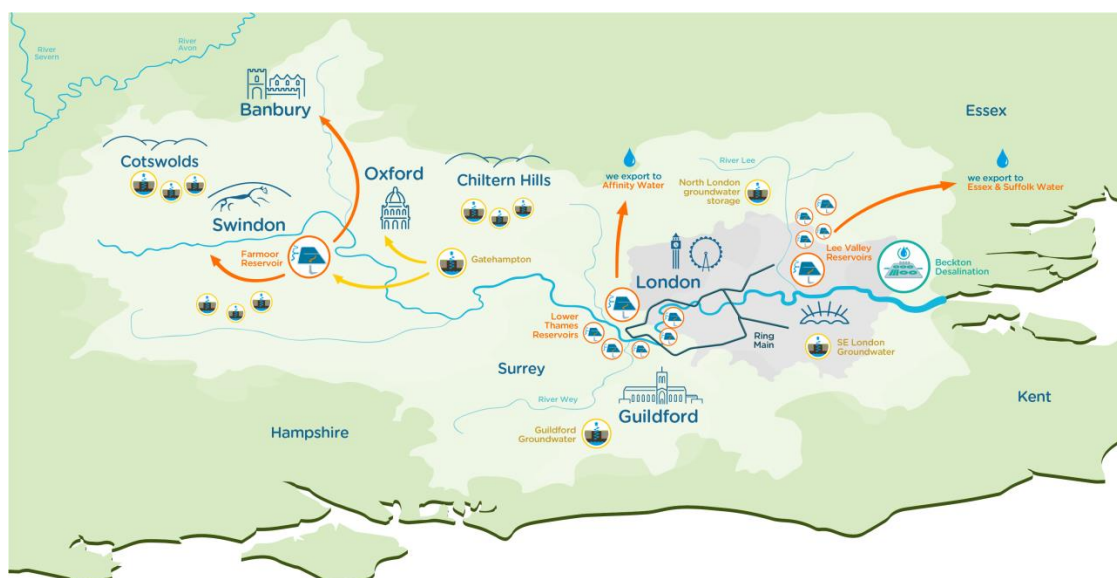 River
Severn
River
Avon
Banbury
Essex
Cotswolds
Oxford
Chiltern Hills
we export to
Affinity Water
River Lee
we export to
Essex & Suffolk Water
North London
groundwater
storage
Swindon
Farmoor
Reservoir
Gatehampton
London
Lee Valley
Reservoirs
Beckton
Desalination
Lower
Thames
Reservoirs
Ring
Main
SE London
Groundwater
Surrey
River Wey
Guildford
Kent
Hampshire
Guildford
Groundwater